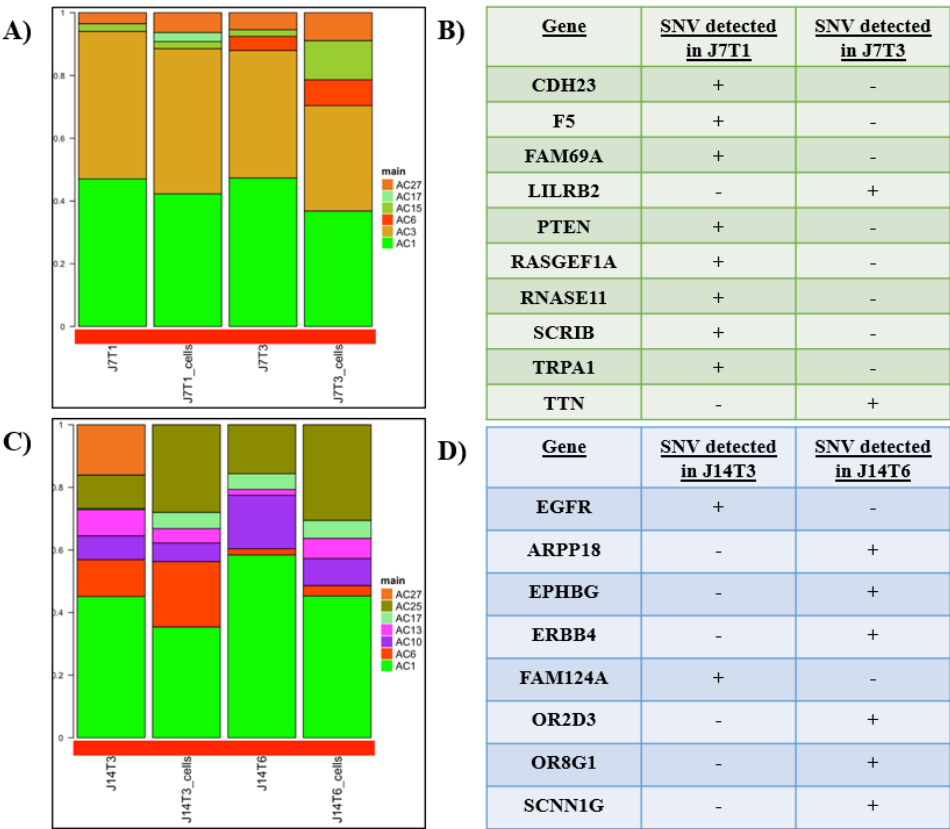 A)
1
0.8
0.6
0.4
0.2
0
J7T1
J7T1_cells
J7T3
J7T3_cells
main
AC27
AC17
AC15
AC6
AC3
AC1
B)
Gene SNV detected in J7T1 SNV detected in J7T3
CDH23 + -
F5 + -
FAM69A + -
LILRB2 - +
PTEN + -
RASGEF1A + -
RNASE11 + -
SCRIB + -
TRPA1 + -
TTN - +
C)
1
0.8
0.6
0.4
0.2
0
J14T3
J14T3_cells
J14T6
J14T6_cells
main
AC27
AC25
AC17
AC13
AC10
AC6
AC1
D)
Gene SNV detected in J14T3 SNV detected in J14T6
EGFR + -
ARPP18 - +
EPHBG - +
ERBB4 - +
FAM124A + -
OR2D3 - +
OR8G1 - +
SCNN1G - +